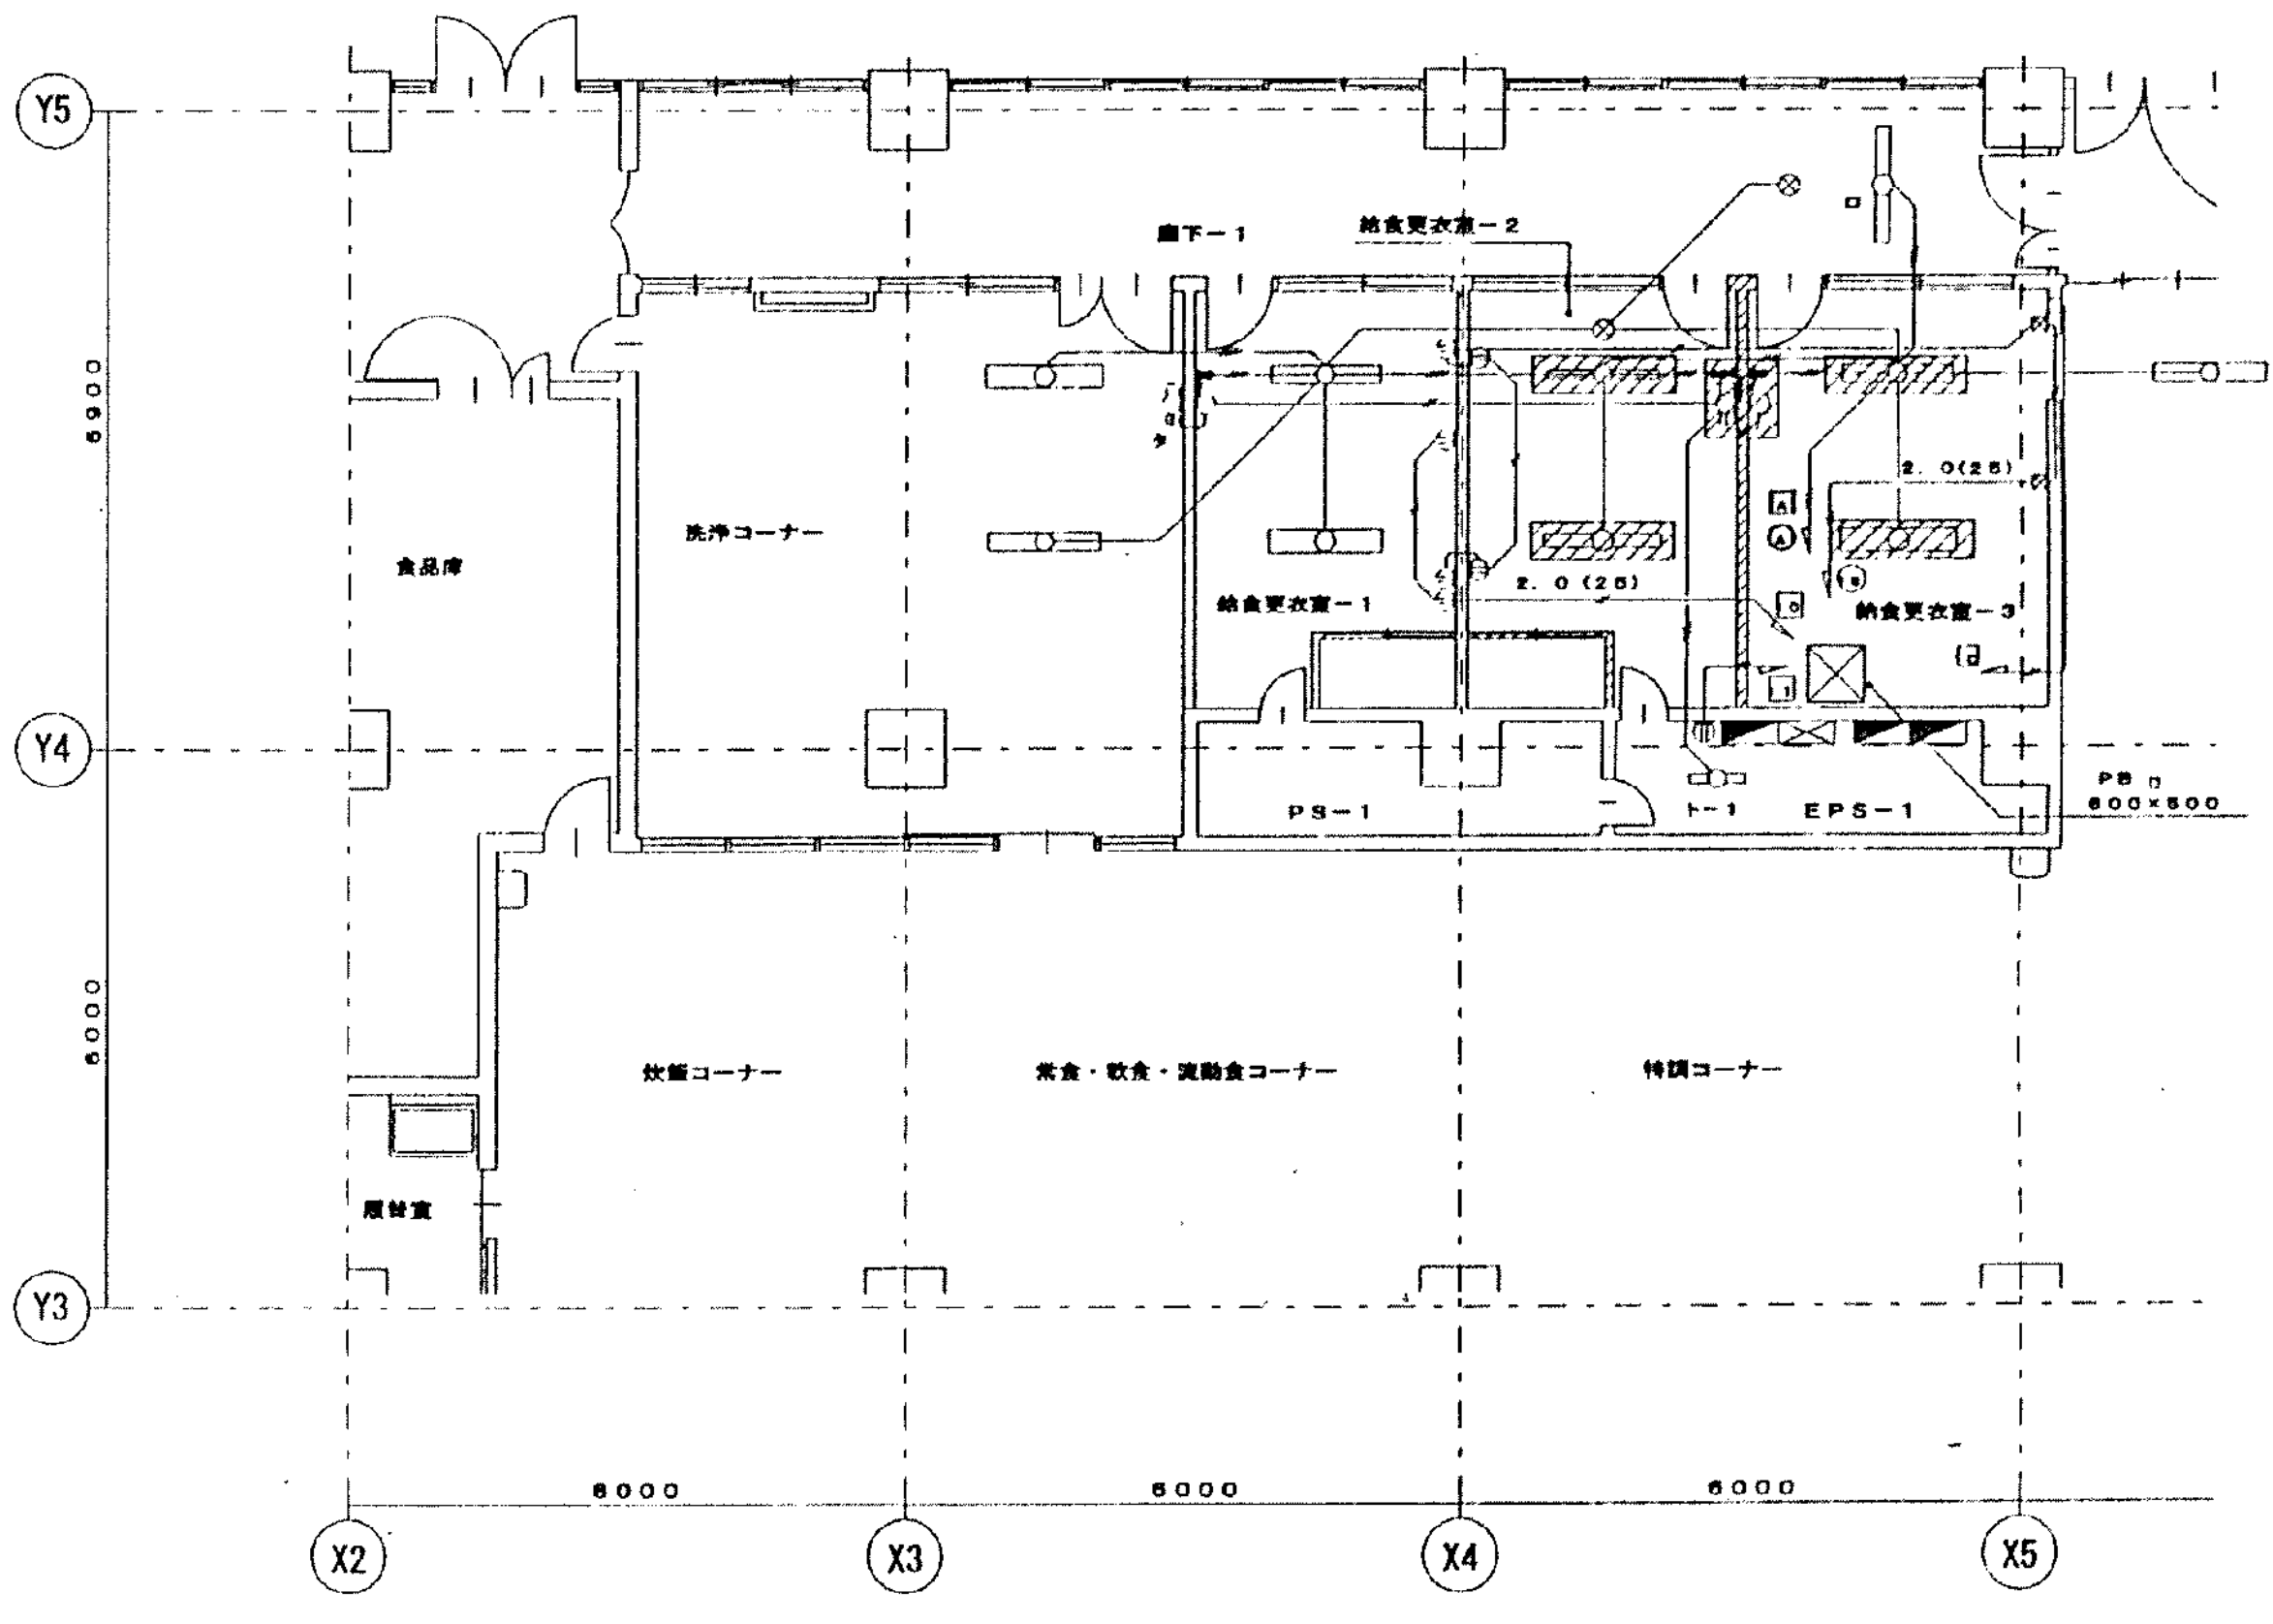 Y5
廊下－1
給食更衣室－2
6900
2.0(25)
洗浄コーナー
A
A
食品庫
2.0(25)
給食更衣室－1
給食更衣室－3
Y4
PS－1
ト－1
EPS－1
600×600
6000
炊飯コーナー
常食・軟食・流動食コーナー
特調コーナー
Y3
6000
6000
6000
X2
X3
X4
X5